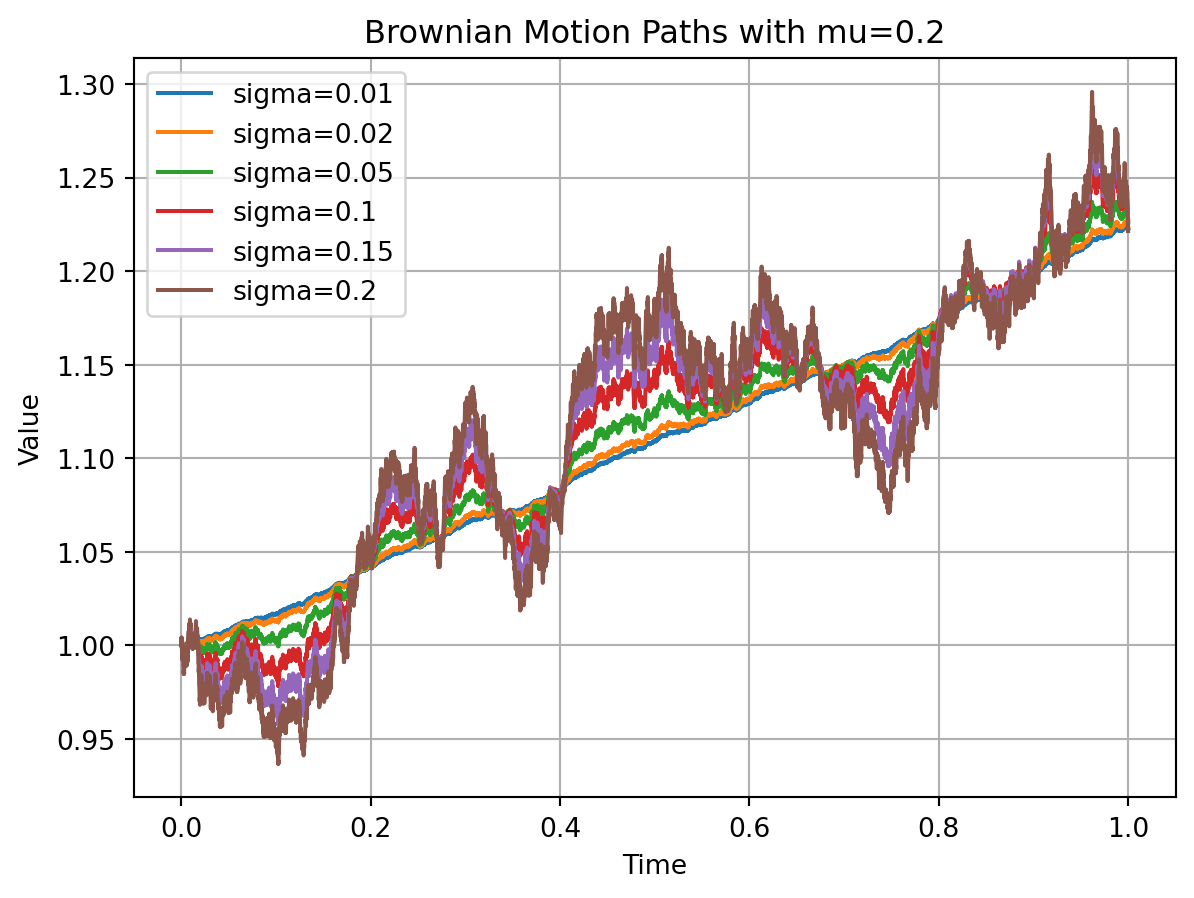 Brownian Motion Paths with mu=0.2
1.30
1.25
1.20
1.15
1.10
1.05
1.00
0.95
Value
sigma=0.01
sigma=0.02
sigma=0.05
sigma=0.1
sigma=0.15
sigma=0.2
0.0 0.2 0.4 0.6 0.8 1.0
Time